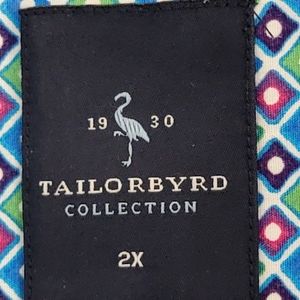 19 30
TAILORBYRD
COLLECTION
2X